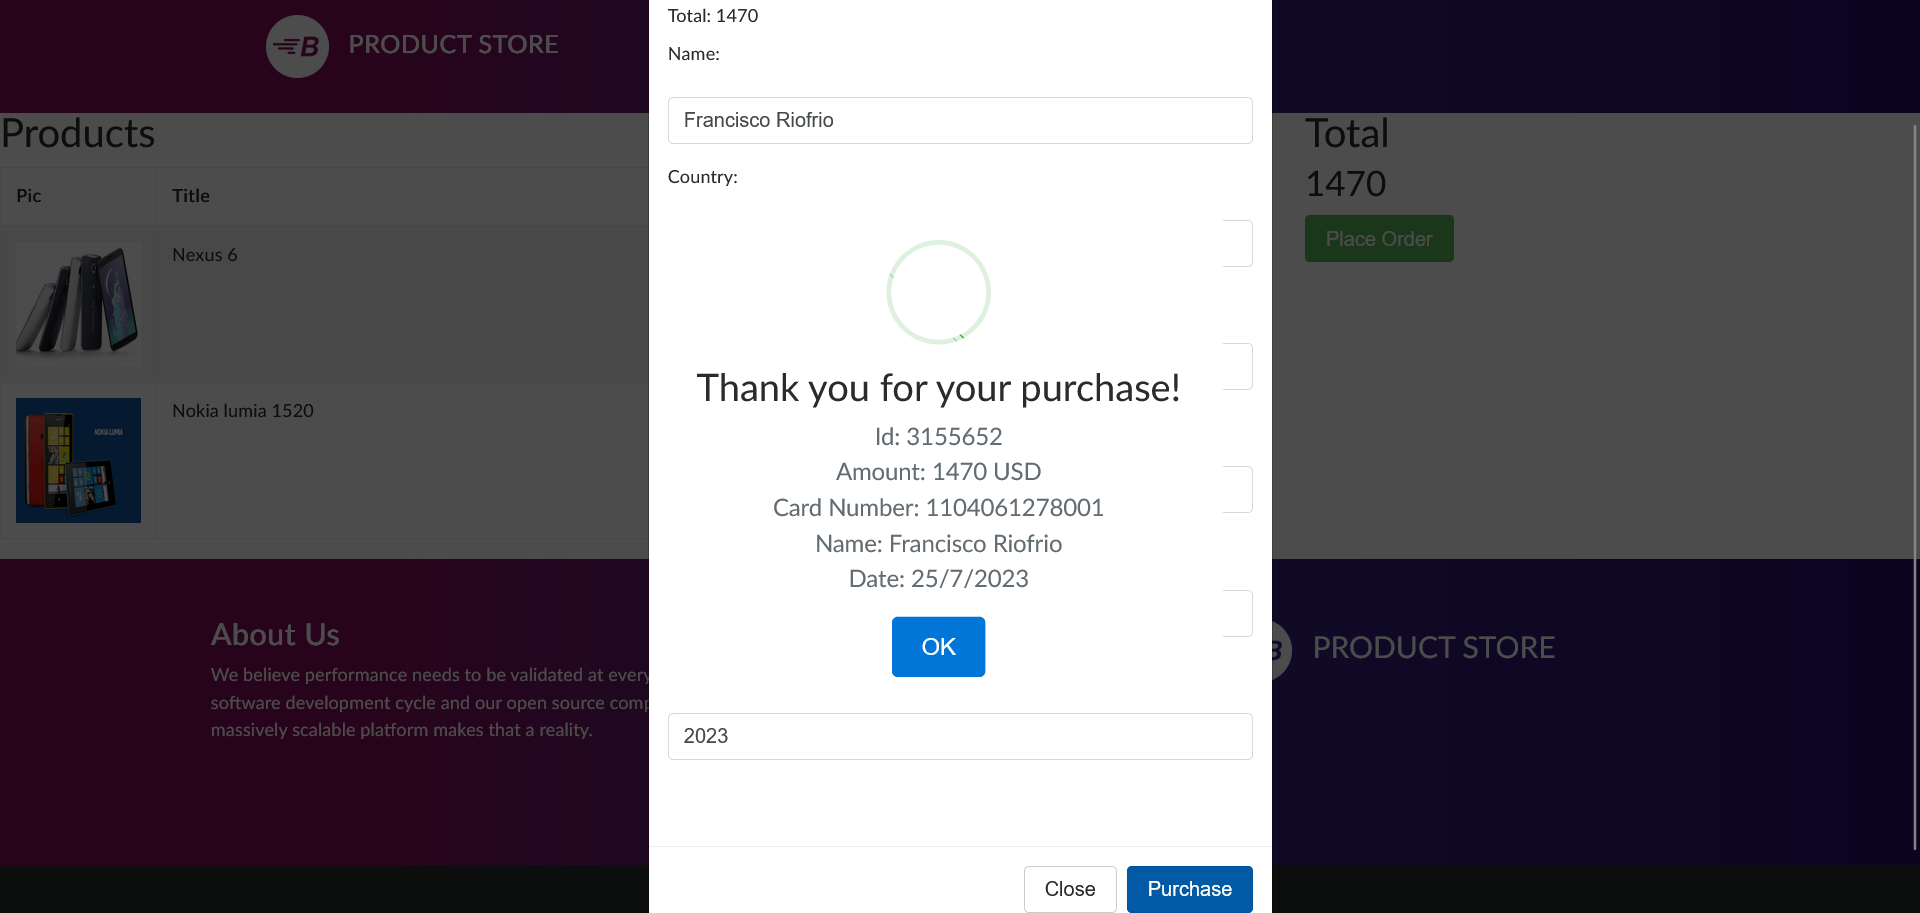 B PRODUCT STORE
Products
Pic Title
Nexus 6
NOKIA LUMIA
Nokia lumia 1520
Total: 1470
Name:
Francisco Riofrio
Country:
Thank you for your purchase!
Id: 3155652
Amount: 1470 USD
Card Number: 1104061278001
Name: Francisco Riofrio
Date: 25/7/2023
OK
2023
Close Purchase
Total
1470
Place Order
About Us
We believe performance needs to be validated at every
software development cycle and our open source comp
massively scalable platform makes that a reality.
B PRODUCT STORE